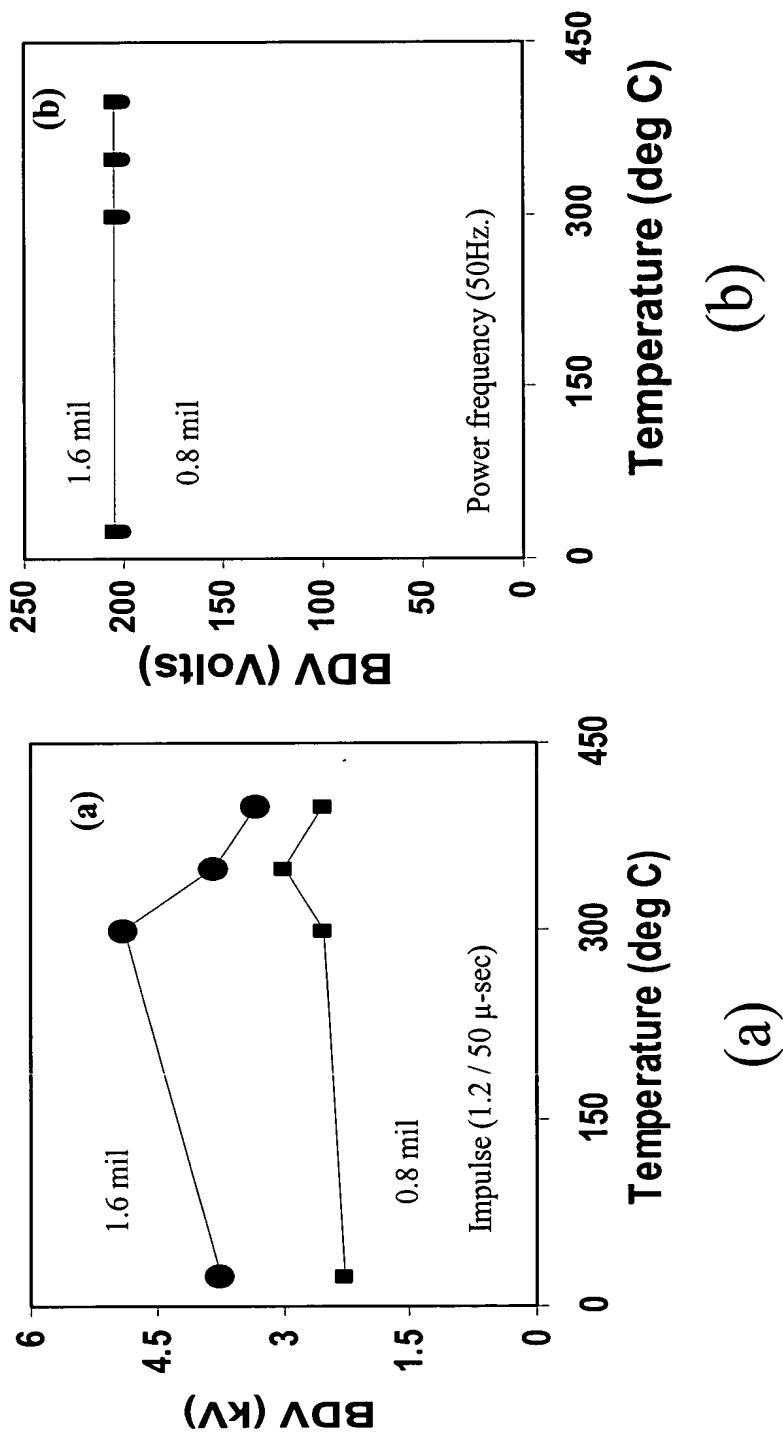 (a)
BDV (kV)
6
4.5
3
1.5
0
1.6 mil
0.8 mil
Impulse (1.2 / 50 µ-sec)
0
150
300
450
Temperature (deg C)
(a)
(b)
BDV (Volts)
250
200
150
100
50
0
1.6 mil
0.8 mil
Power frequency (50Hz.)
0
150
300
450
Temperature (deg C)
(b)